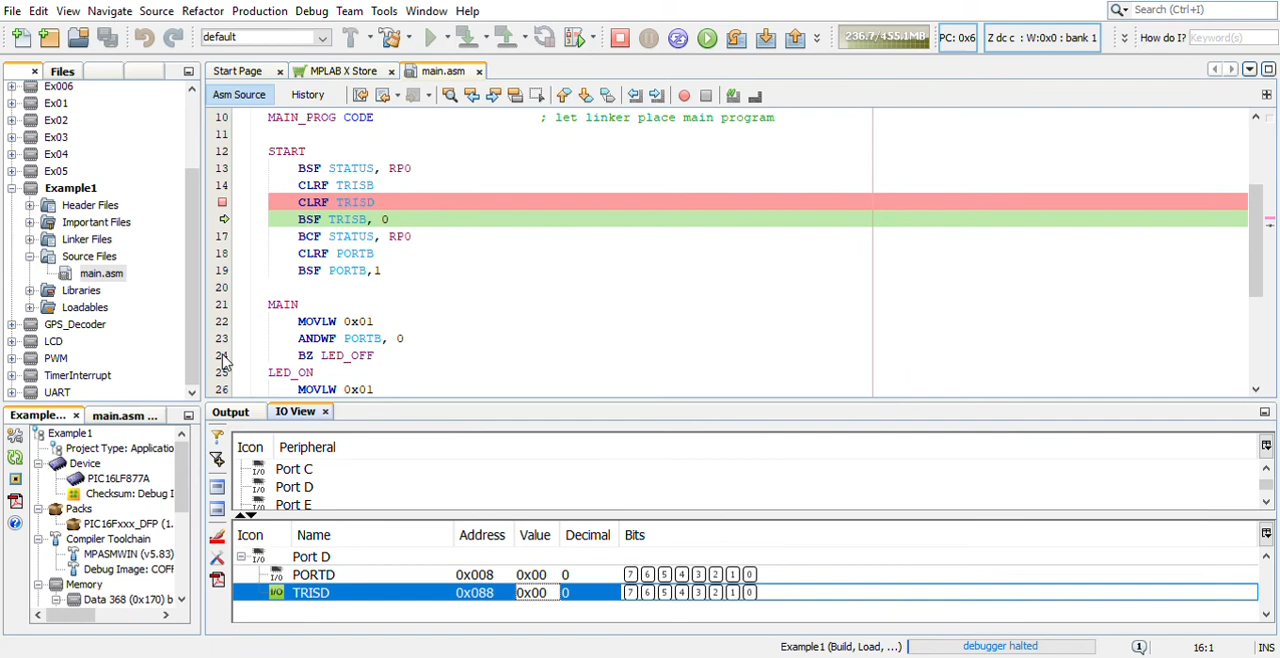 File Edit View Navigate Source Refactor Production Debug Team Tools Window Help
Search (Ctrl+I)
default
236.7/455.1MB
PC: 0x6
Z dc c : W:0x0 : bank 1
How do I?
Keyword(s)
Files
Ex006
Ex01
Ex02
Ex03
Ex04
Ex05
Example1
Header Files
Important Files
Linker Files
Source Files
main.asm
Libraries
Loadables
GPS_Decoder
LCD
PWM
TimerInterrupt
UART
Start Page
MPLAB X Store
main.asm
Asm Source
History
10 MAIN_PROG CODE ; let linker place main program
11
12 START
13 BSF STATUS, RP0
14 CLRF TRISB
CLRF TRISD
BSF TRISB, 0
17 BCF STATUS, RP0
18 CLRF PORTB
19 BSF PORTB,1
20
21 MAIN
22 MOVLW 0x01
23 ANDWF PORTB, 0
24 BZ LED_OFF
25 LED_ON
26 MOVLW 0x01
Example...
main.asm ...
Example1
Project Type: Applicatio
Device
PIC16LF877A
Checksum: Debug I
Packs
PIC16Fxxx_DFP (1.
Compiler Toolchain
MPASMWIN (v5.83)
Debug Image: COFF
Memory
Data 368 (0x170) b
Output
IO View
Icon Peripheral
I/O Port C
I/O Port D
I/O Port E
Icon Name Address Value Decimal Bits
I/O Port D
I/O PORTD 0x008 0x00 0 7 6 5 4 3 2 1 0
I/O TRISD 0x088 0x00 0 7 6 5 4 3 2 1 0
Example1 (Build, Load, ...)
debugger halted
1
16:1
INS